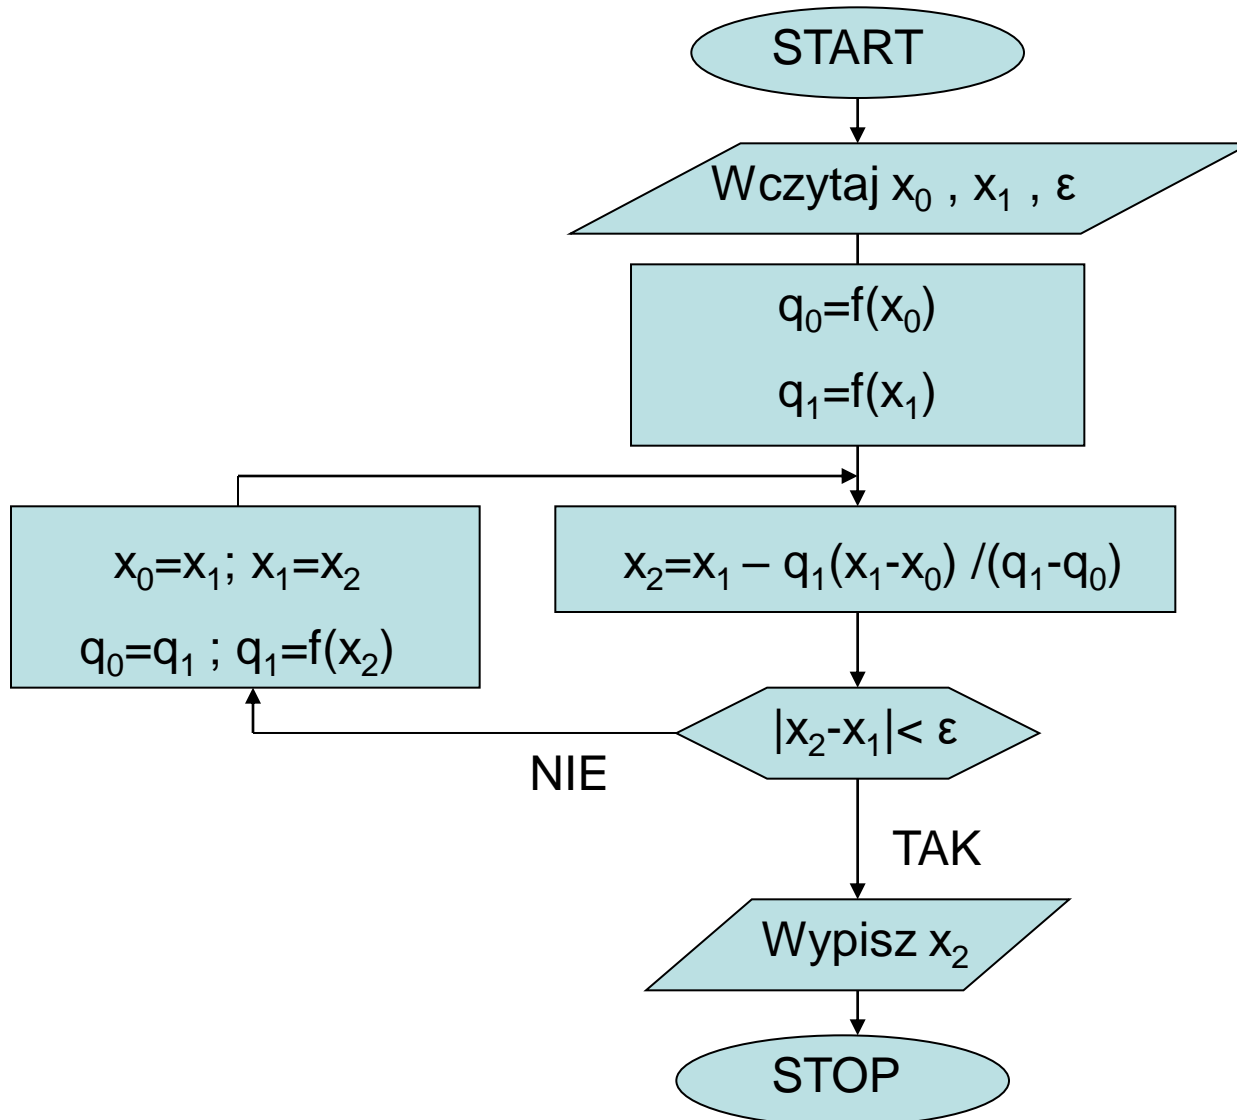 START
Wczytaj x₀ , x₁ , ε
q₀=f(x₀)
q₁=f(x₁)
x₀=x₁; x₁=x₂
q₀=q₁ ; q₁=f(x₂)
x₂=x₁ – q₁(x₁-x₀) /(q₁-q₀)
|x₂-x₁|< ε
NIE
TAK
Wypisz x₂
STOP